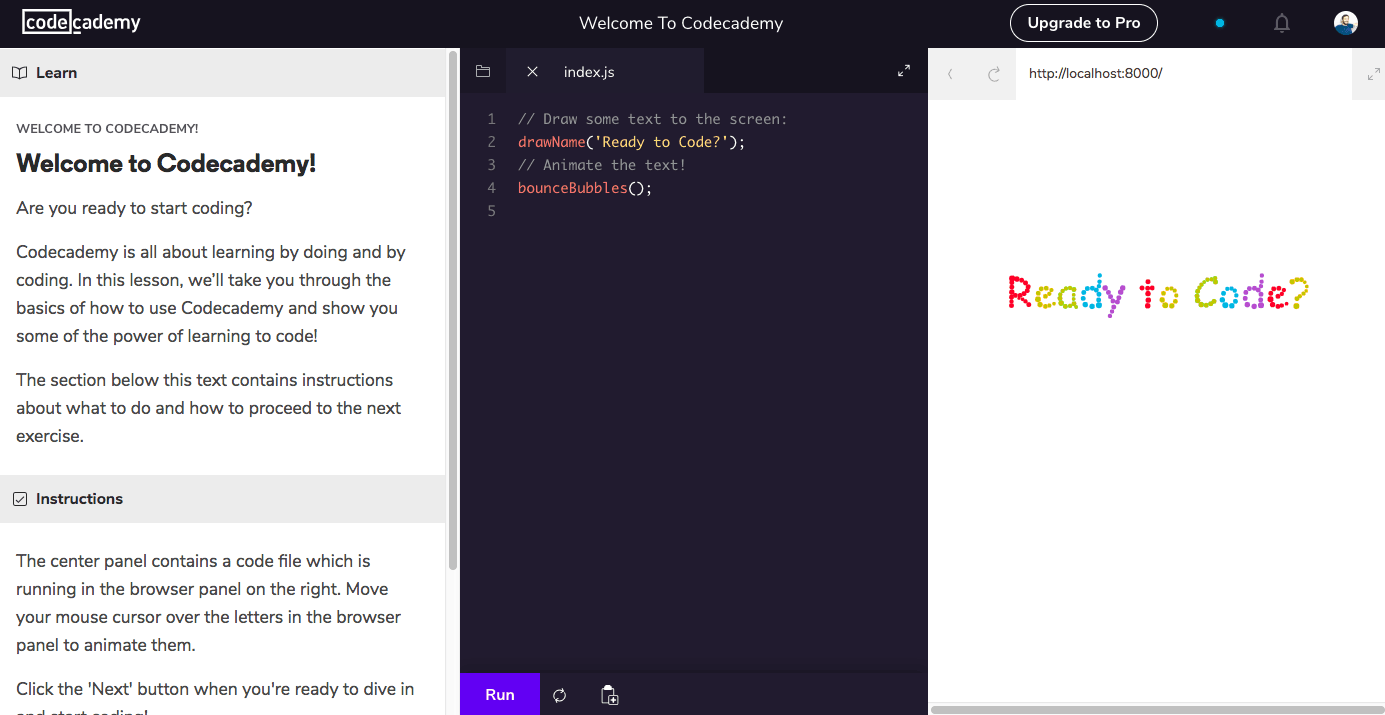 codecademy
Welcome To Codecademy
Upgrade to Pro
Learn
WELCOME TO CODECADEMY!
Welcome to Codecademy!
Are you ready to start coding?
Codecademy is all about learning by doing and by
coding. In this lesson, we’ll take you through the
basics of how to use Codecademy and show you
some of the power of learning to code!
The section below this text contains instructions
about what to do and how to proceed to the next
exercise.
Instructions
The center panel contains a code file which is
running in the browser panel on the right. Move
your mouse cursor over the letters in the browser
panel to animate them.
Click the 'Next' button when you're ready to dive in
and start coding!
index.js
1 // Draw some text to the screen:
2 drawName('Ready to Code?');
3 // Animate the text!
4 bounceBubbles();
5
Run
http://localhost:8000/
Ready to Code?